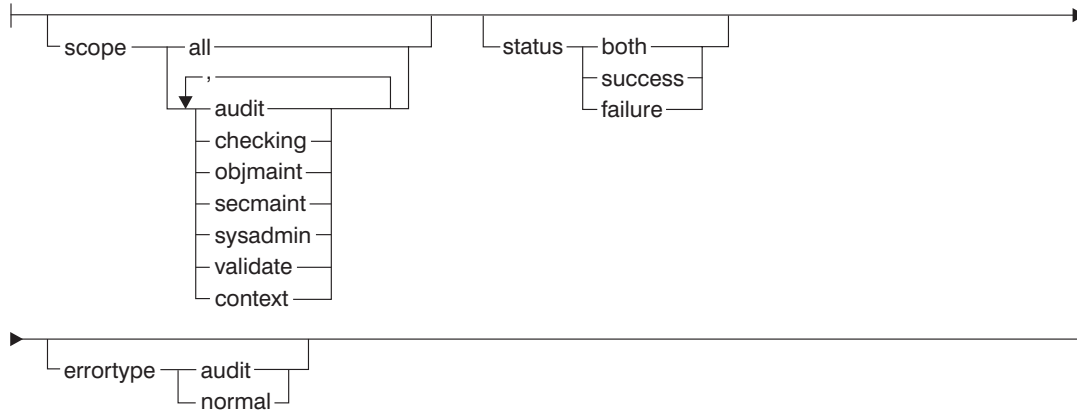 scope all status both
, success
audit failure
checking
objmaint
secmaint
sysadmin
validate
context
errortype audit
normal